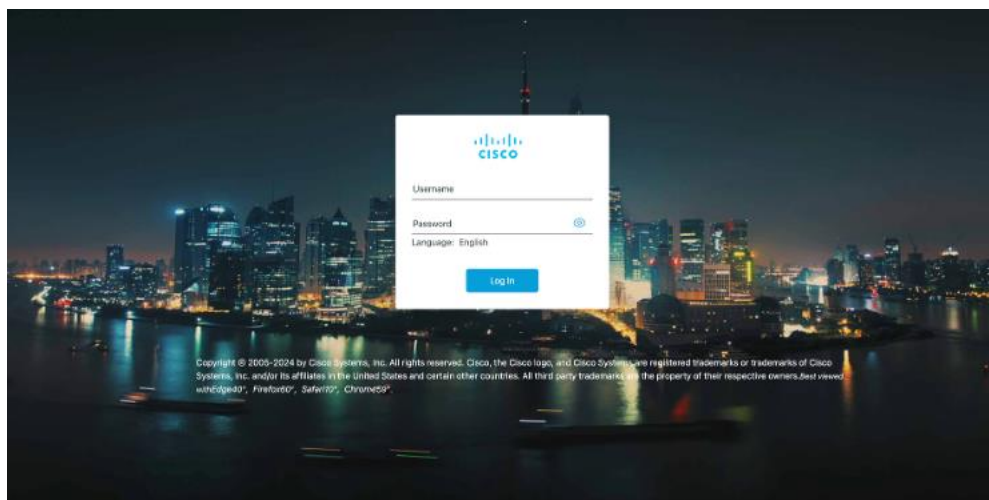 CISCO
Username
Password
Language: English
Log In
Copyright © 2005-2024 by Cisco Systems, Inc. All rights reserved. Cisco, the Cisco logo, and Cisco Systems are registered trademarks or trademarks of Cisco
Systems, Inc. and/or its affiliates in the United States and certain other countries. All third party trademarks are the property of their respective owners.Best viewed
withEdge40+, Firefox60+, Safari10+, Chrome59+.